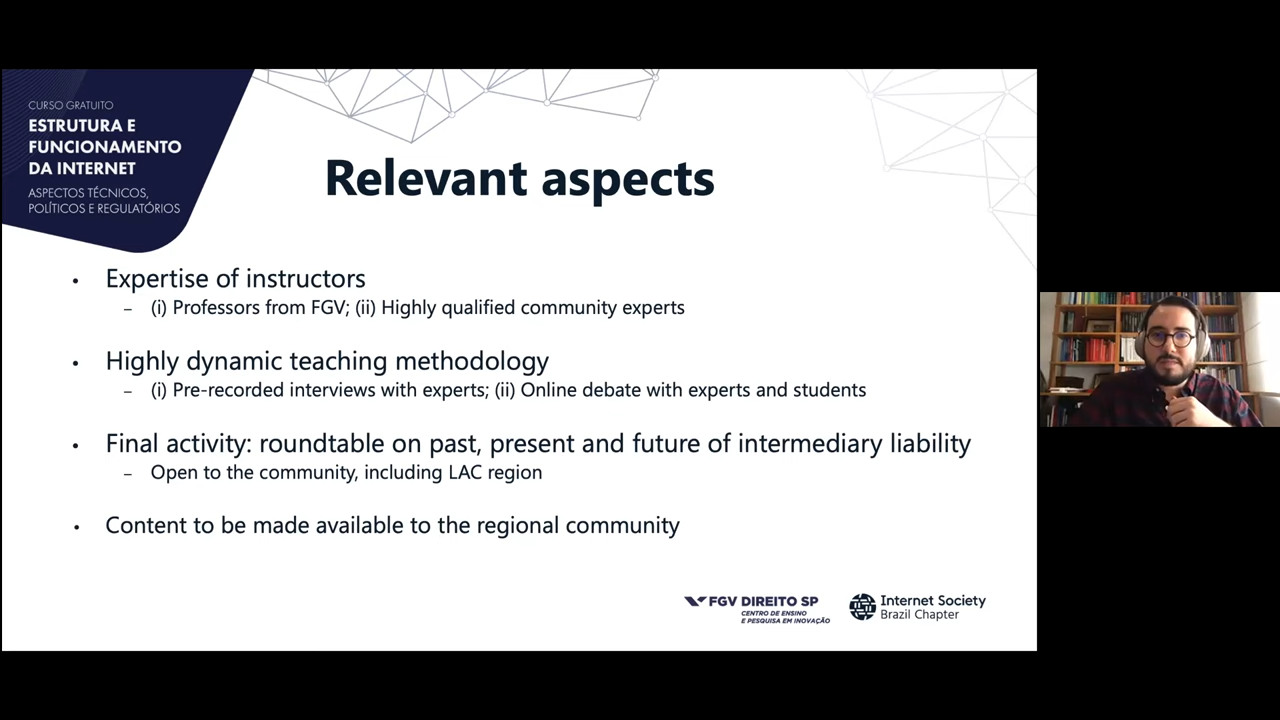 CURSO GRATUITO
ESTRUTURA E
FUNCIONAMENTO
DA INTERNET
ASPECTOS TÉCNICOS,
POLÍTICOS E REGULATÓRIOS
Relevant aspects
• Expertise of instructors
– (i) Professors from FGV; (ii) Highly qualified community experts
• Highly dynamic teaching methodology
– (i) Pre-recorded interviews with experts; (ii) Online debate with experts and students
• Final activity: roundtable on past, present and future of intermediary liability
– Open to the community, including LAC region
• Content to be made available to the regional community
FGV DIREITO SP
CENTRO DE ENSINO
E PESQUISA EM INOVAÇÃO
Internet Society
Brazil Chapter